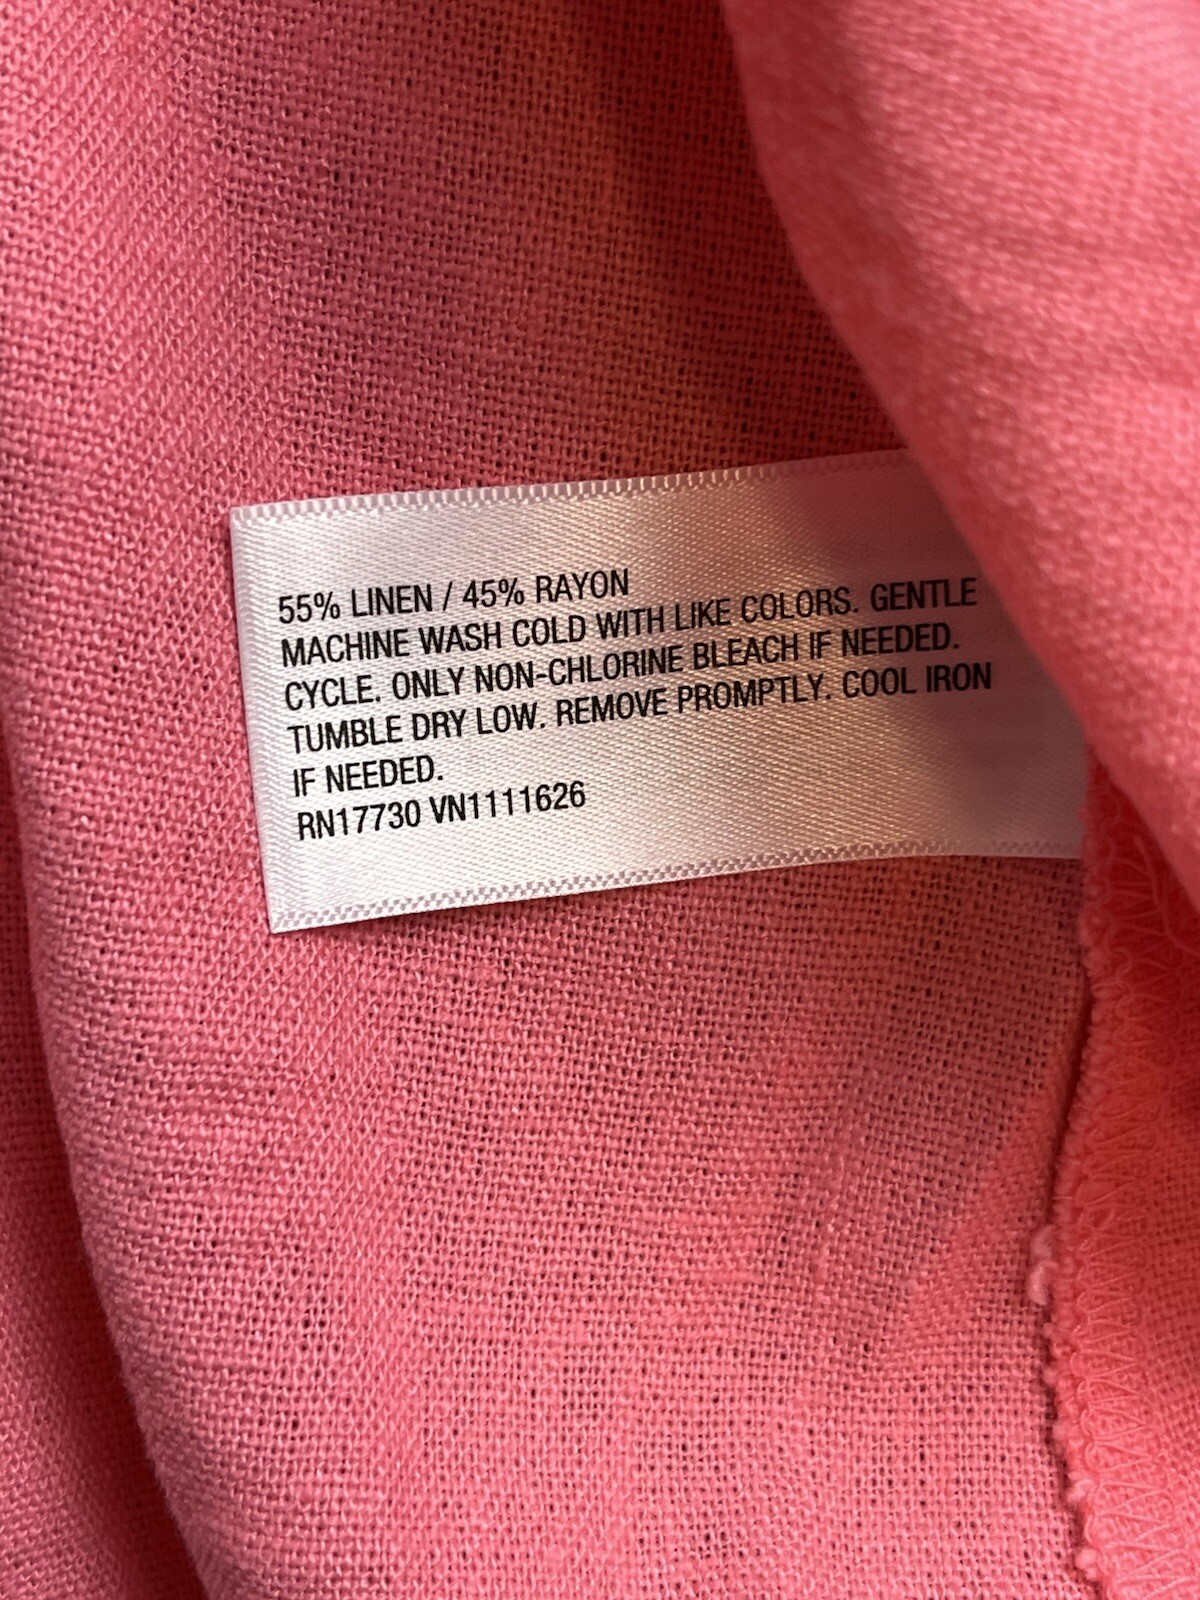 55% LINEN / 45% RAYON
MACHINE WASH COLD WITH LIKE COLORS. GENTLE
CYCLE. ONLY NON-CHLORINE BLEACH IF NEEDED.
TUMBLE DRY LOW. REMOVE PROMPTLY. COOL IRON
IF NEEDED.
RN17730 VN1111626